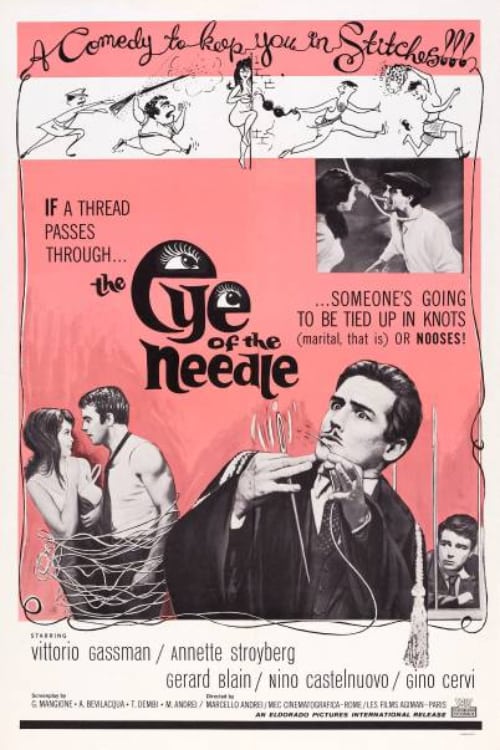 A Comedy to keep you in Stitches!!!
IF A THREAD
PASSES
THROUGH...
the Eye
of the
NEEDLE
...SOMEONE'S GOING
TO BE TIED UP IN KNOTS
(marital, that is) OR NOOSES!
STARRING
Vittorio Gassman / Annette Stroyberg
Gerard Blain / Nino Castelnuovo / Gino Cervi
Screenplay by
G. MANGIONE • A. BEVILACQUA • T. DEMBI • M. ANDREI /
Directed by
MARCELLO ANDREI / MEC CINEMATOGRAFICA-ROME / LES FILMS AGIMAN-PARIS
AN ELDORADO PICTURES INTERNATIONAL RELEASE